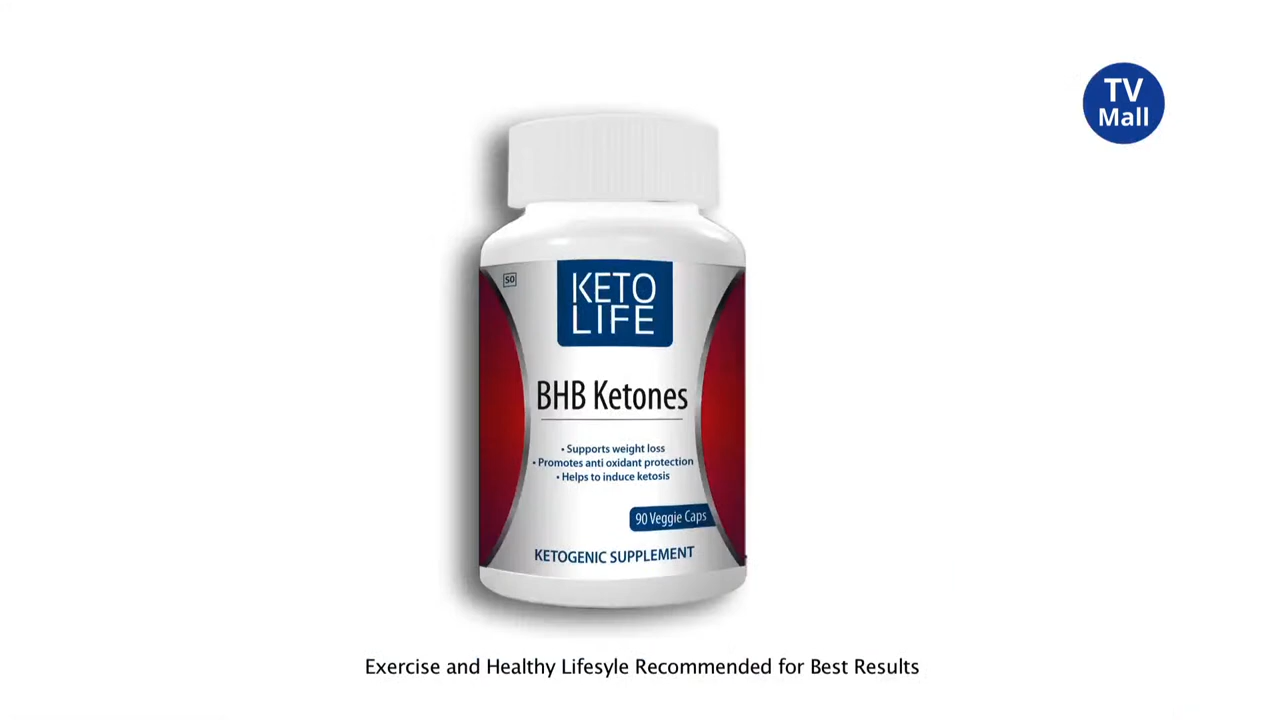 TV
Mall
S0
KETO
LIFE
BHB Ketones
• Supports weight loss
• Promotes anti oxidant protection
• Helps to induce ketosis
90 Veggie Caps
KETOGENIC SUPPLEMENT
Exercise and Healthy Lifesyle Recommended for Best Results